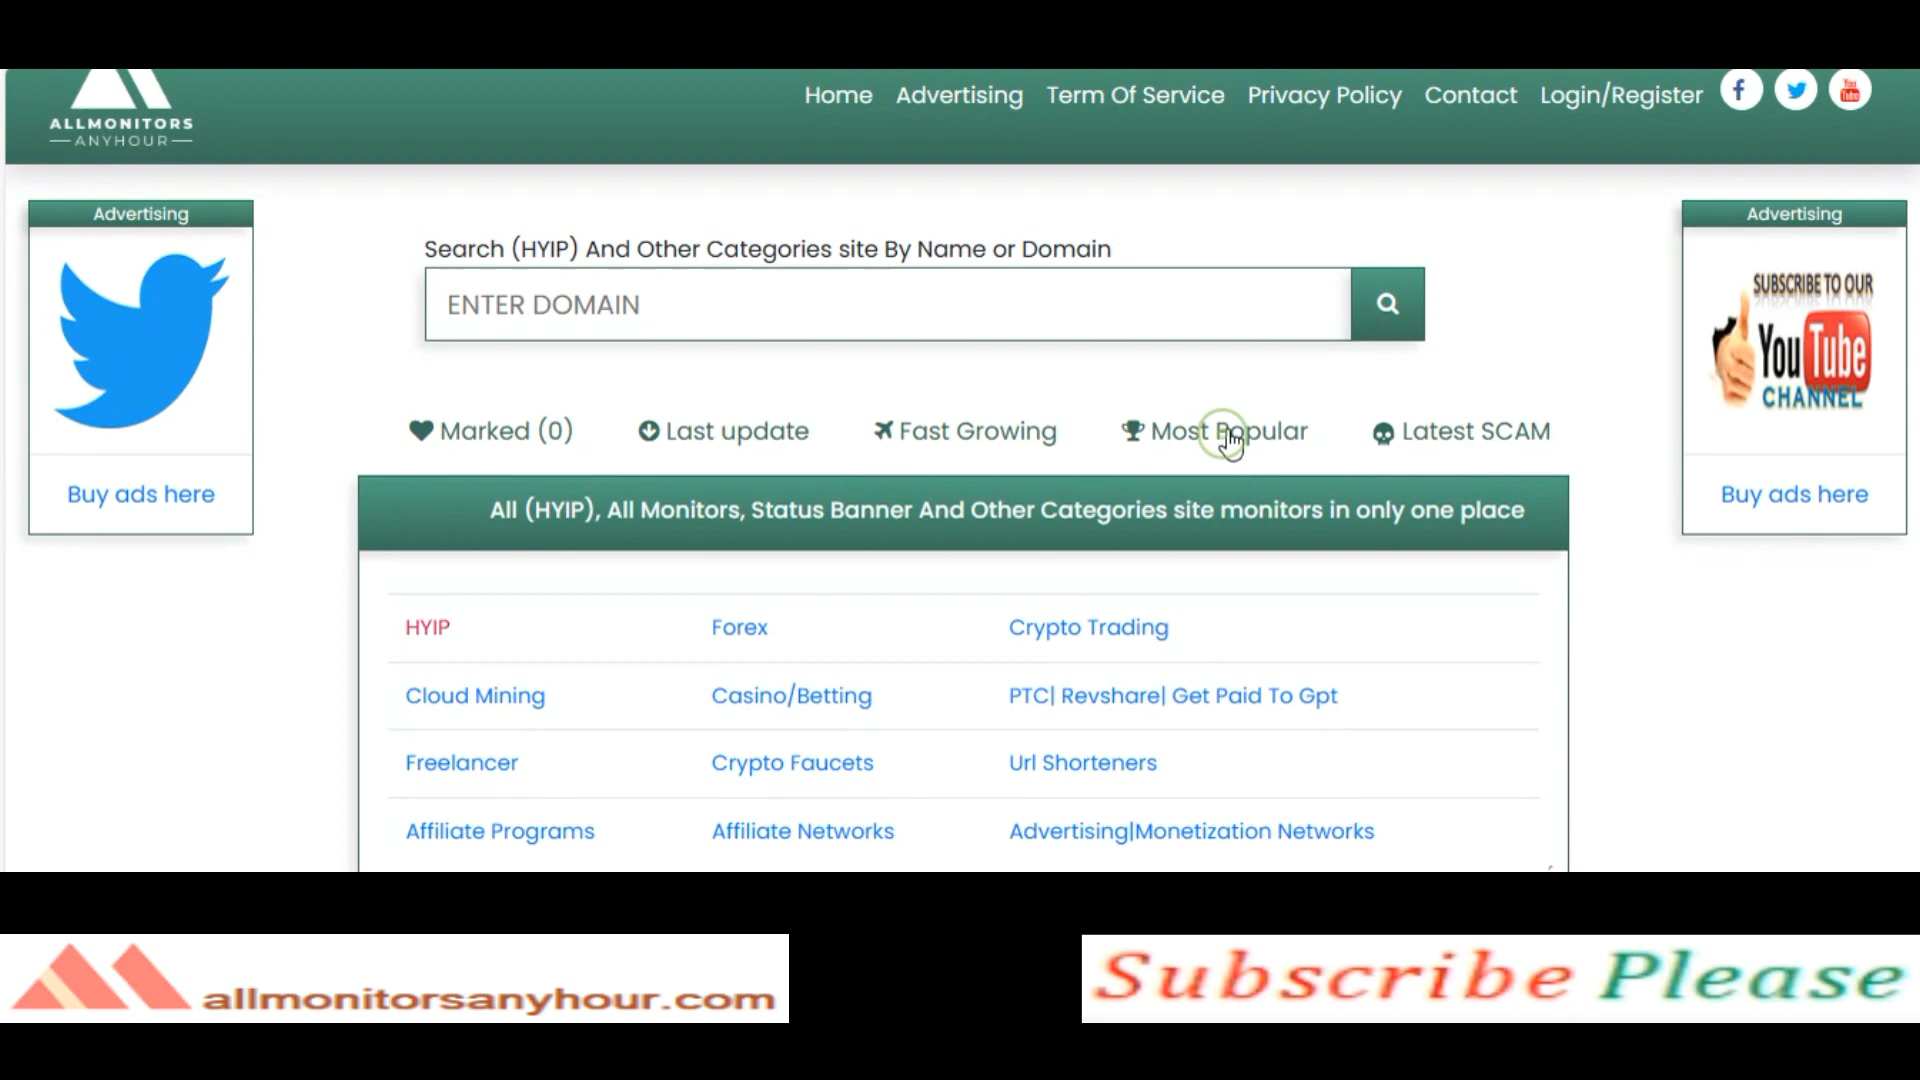 ALLMONITORS
ANYHOUR
Home Advertising Term Of Service Privacy Policy Contact Login/Register
You Tube
Advertising
Buy ads here
Search (HYIP) And Other Categories site By Name or Domain
ENTER DOMAIN
Marked (0) Last update Fast Growing Most Popular Latest SCAM
Advertising
SUBSCRIBE TO OUR
YouTube
CHANNEL
Buy ads here
All (HYIP), All Monitors, Status Banner And Other Categories site monitors in only one place
HYIP Forex Crypto Trading
Cloud Mining Casino/Betting PTC| Revshare| Get Paid To Gpt
Freelancer Crypto Faucets Url Shorteners
Affiliate Programs Affiliate Networks Advertising|Monetization Networks
allmonitorsanyhour.com
Subscribe Please